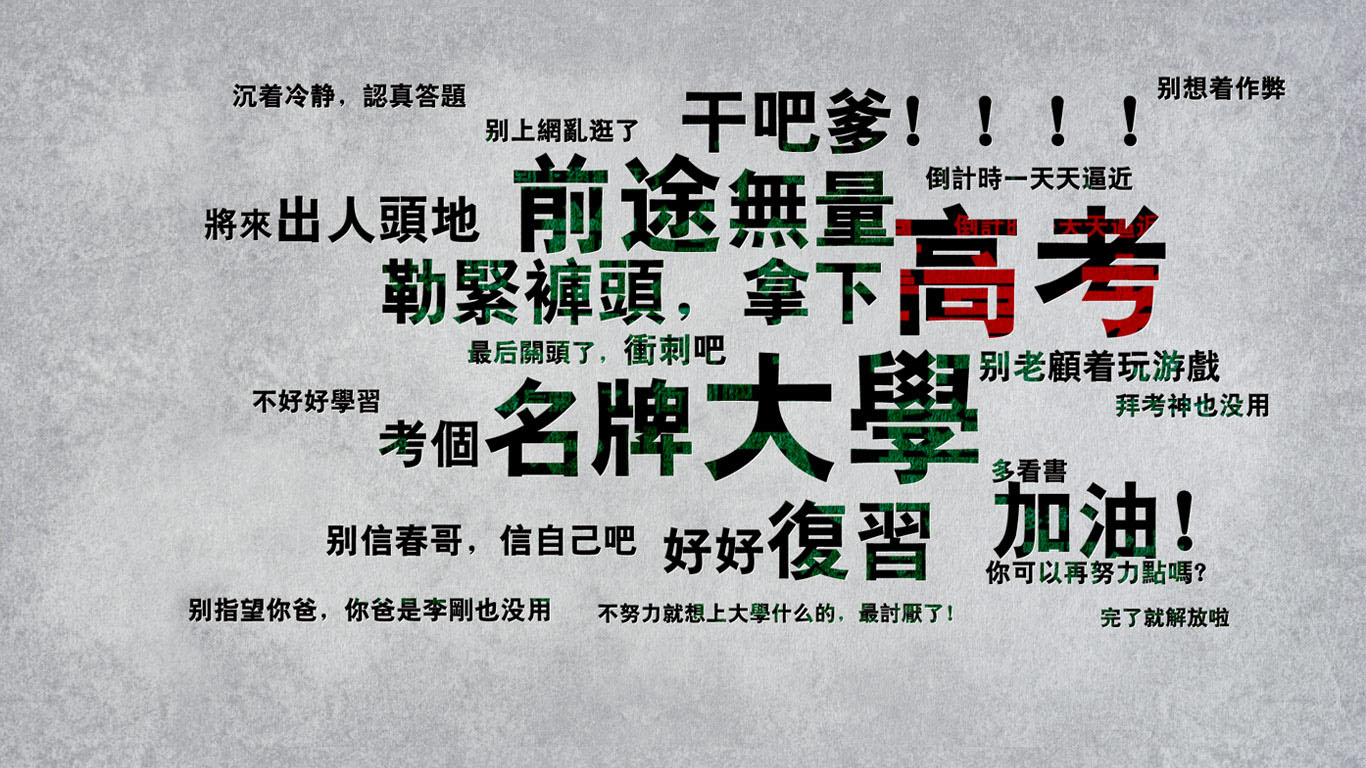 沉着冷静，認真答題
别想着作弊
干吧爹！！！！
别上網亂逛了
倒計時一天天逼近
前途無量
將來出人頭地
高考
勒緊褲頭，拿下
最后關頭了，衝刺吧
别老顧着玩游戲
不好好學習
拜考神也没用
考個名牌大學
多看書
加油！
别信春哥，信自己吧
好好復習
你可以再努力點嗎？
别指望你爸，你爸是李剛也没用
不努力就想上大學什么的，最討厭了！
完了就解放啦